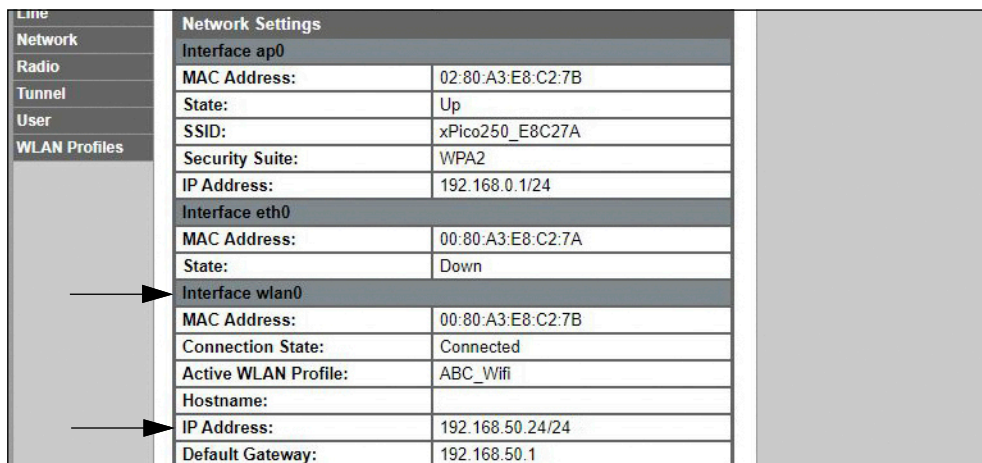 Line
Network
Radio
Tunnel
User
WLAN Profiles
Network Settings
Interface ap0
MAC Address: 02:80:A3:E8:C2:7B
State: Up
SSID: xPico250_E8C27A
Security Suite: WPA2
IP Address: 192.168.0.1/24
Interface eth0
MAC Address: 00:80:A3:E8:C2:7A
State: Down
Interface wlan0
MAC Address: 00:80:A3:E8:C2:7B
Connection State: Connected
Active WLAN Profile: ABC_Wifi
Hostname:
IP Address: 192.168.50.24/24
Default Gateway: 192.168.50.1